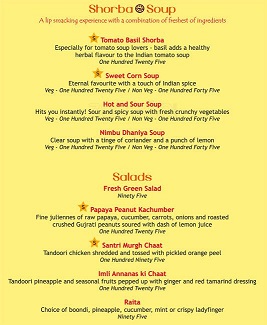 Shorba Soup
A lip smacking experience with a combination of freshest of ingredients
Tomato Basil Shorba
Especially for tomato soup lovers - basil adds a healthy
herbal flavour to the Indian tomato soup
One Hundred Twenty Five
Sweet Corn Soup
Eternal favourite with a touch of Indian spice
Veg - One Hundred Twenty Five / Non Veg - One Hundred Forty Five
Hot and Sour Soup
Hits you instantly! Sour and spicy soup with fresh crunchy vegetables
Veg - One Hundred Twenty Five / Non Veg - One Hundred Forty Five
Nimbu Dhaniya Soup
Clear soup with a tinge of coriander and a punch of lemon
Veg - One Hundred Twenty Five / Non Veg - One Hundred Forty Five
Salads
Fresh Green Salad
Ninety Five
Papaya Peanut Kachumber
Fine juliennes of raw papaya, cucumber, carrots, onions and roasted
crushed Gujrati peanuts soured with dash of lemon juice
One Hundred Twenty Five
Santri Murgh Chaat
Tandoori chicken shredded and tossed with pickled orange peel
One Hundred Ninety Five
Imli Annanas ki Chaat
Tandoori pineapple and seasonal fruits pepped up with ginger and red tamarind dressing
One Hundred Twenty Five
Raita
Choice of boondi, pineapple, cucumber, mint or crispy ladyfinger
Ninety Five